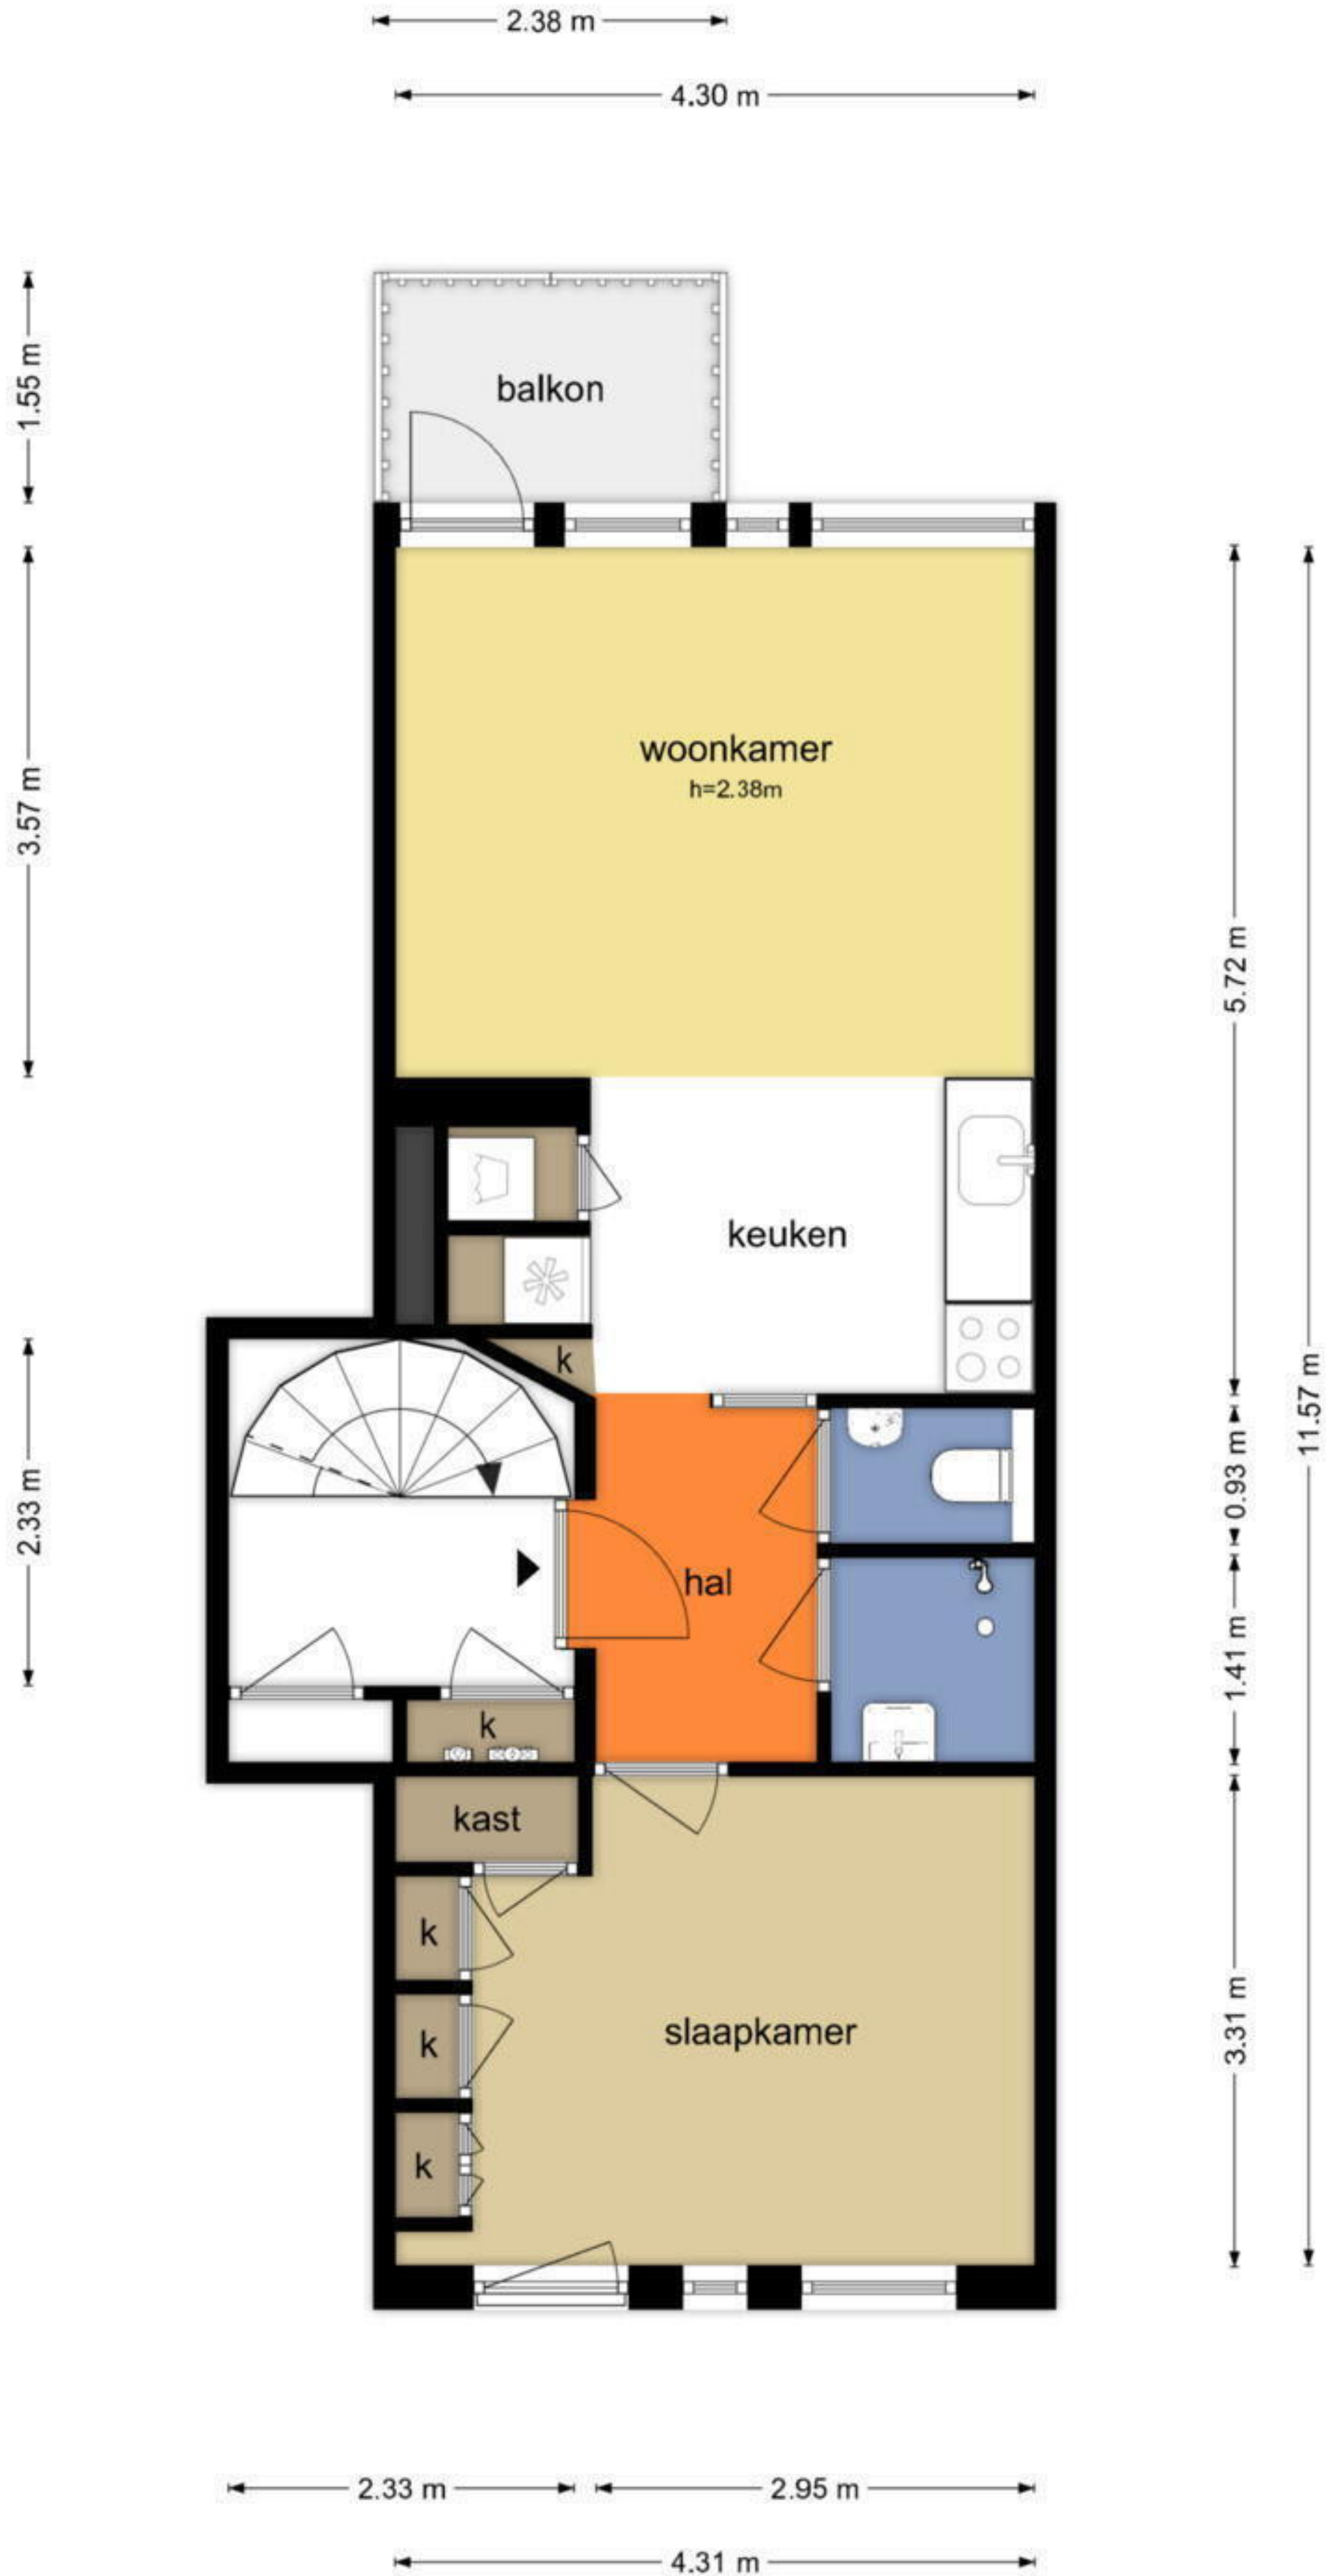 2.38 m
4.30 m
1.55 m
balkon
woonkamer
h=2.38m
3.57 m
5.72 m
keuken
k
11.57 m
0.93 m
2.33 m
hal
1.41 m
k
kast
k
slaapkamer
3.31 m
k
k
2.33 m
2.95 m
4.31 m